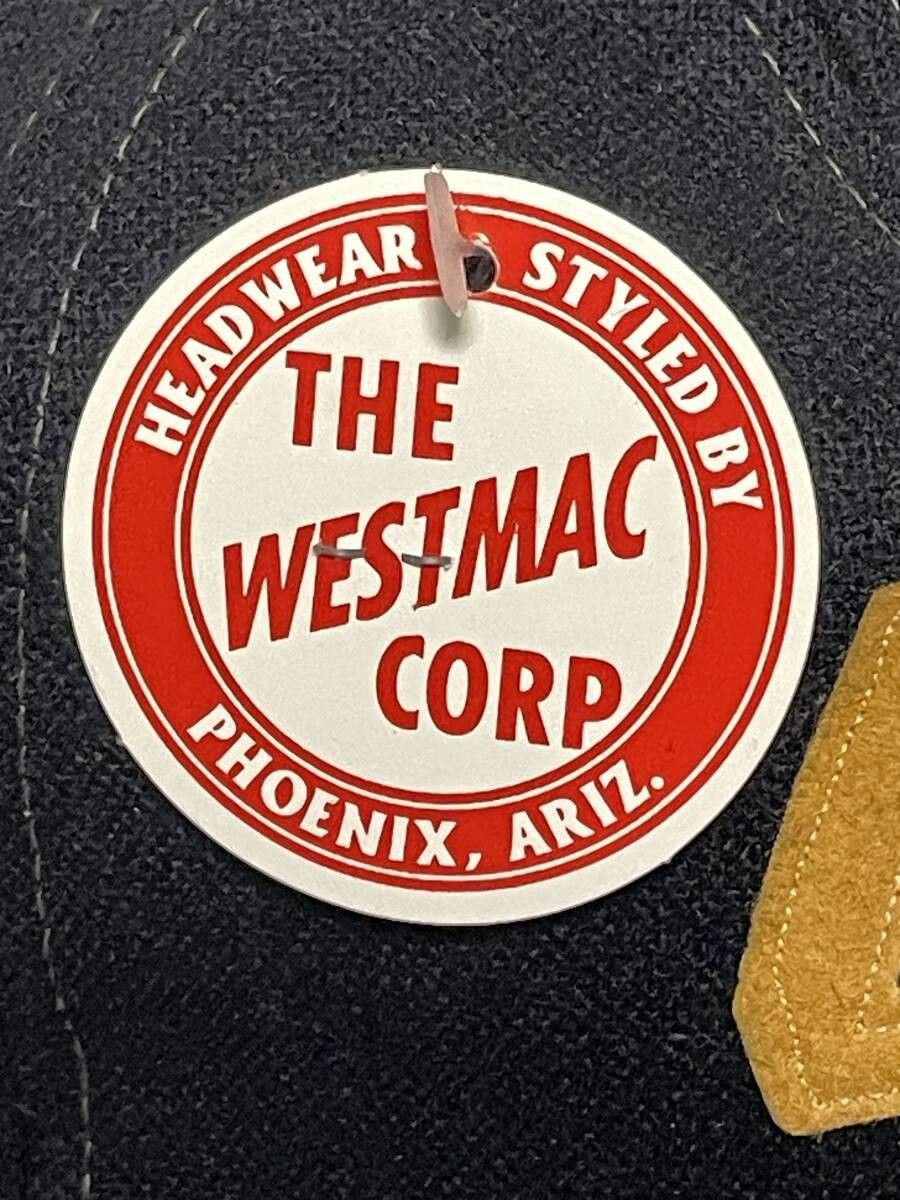 HEADWEAR STYLED BY
THE
WESTMAC
CORP
PHOENIX, ARIZ.